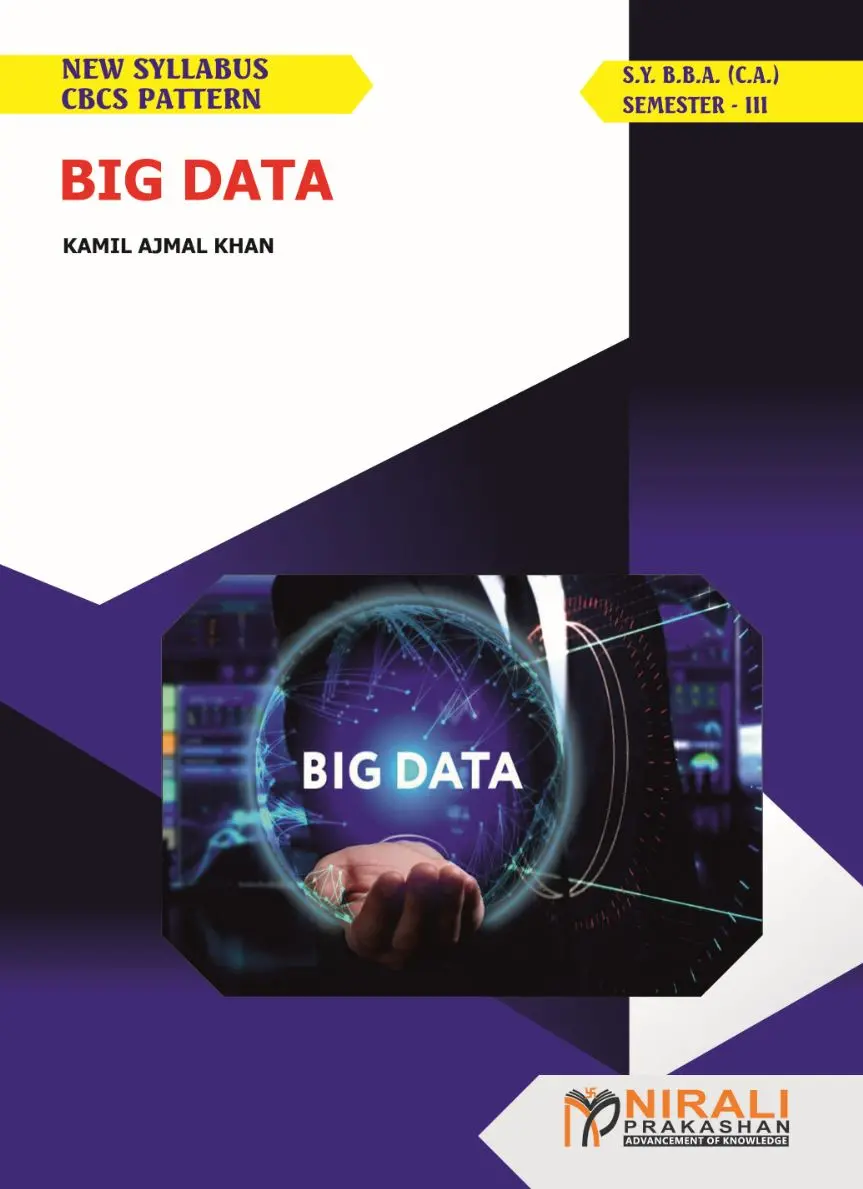 NEW SYLLABUS
CBCS PATTERN
S.Y. B.B.A. (C.A.)
SEMESTER - III
BIG DATA
KAMIL AJMAL KHAN
BIG DATA
NIRALI
PRAKASHAN
ADVANCEMENT OF KNOWLEDGE